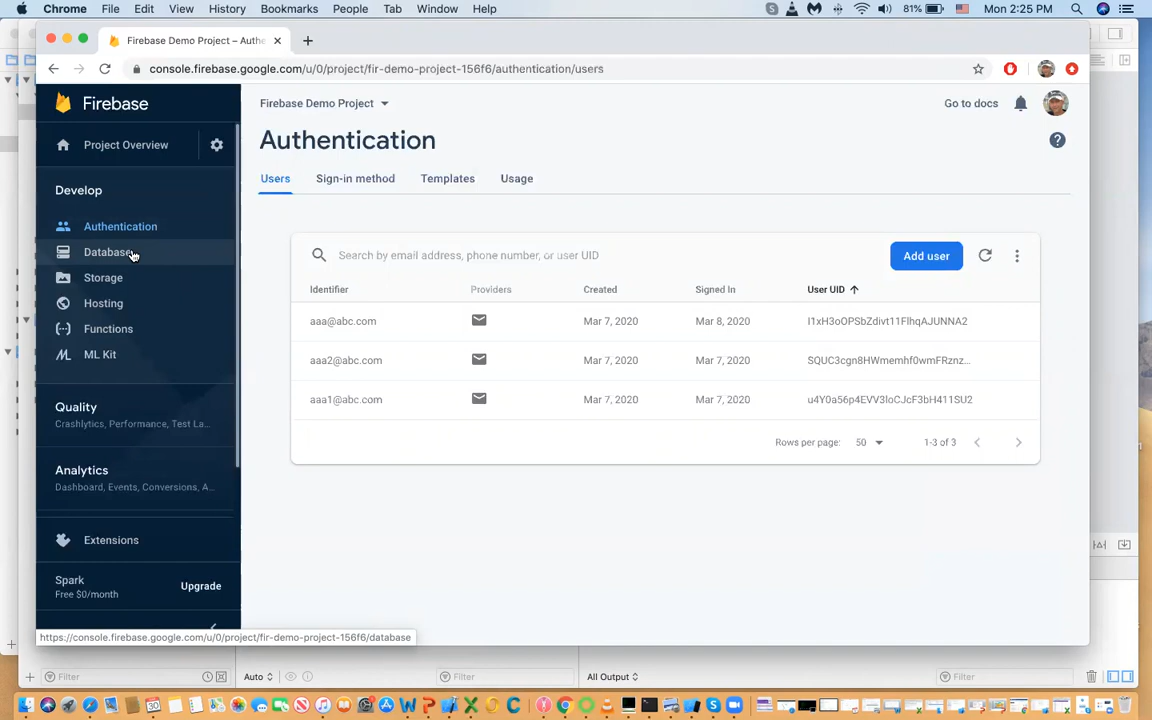 Chrome File Edit View History Bookmarks People Tab Window Help 81% Mon 2:25 PM
Firebase Demo Project – Authe
console.firebase.google.com/u/0/project/fir-demo-project-156f6/authentication/users
Firebase
Firebase Demo Project
Go to docs
Project Overview
Authentication
Develop
Users Sign-in method Templates Usage
Authentication
Database
Storage
Hosting
Functions
ML Kit
Search by email address, phone number, or user UID
Add user
Identifier Providers Created Signed In User UID
aaa@abc.com Mar 7, 2020 Mar 8, 2020 I1xH3oOPSbZdivt11FlhqAJUNNA2
aaa2@abc.com Mar 7, 2020 Mar 7, 2020 SQUC3cgn8HWmemhf0wmFRznz...
aaa1@abc.com Mar 7, 2020 Mar 7, 2020 u4Y0a56p4EVV3loCJcF3bH411SU2
Rows per page: 50 1-3 of 3
Quality
Crashlytics, Performance, Test La...
Analytics
Dashboard, Events, Conversions, A...
Extensions
Spark
Free $0/month
Upgrade
https://console.firebase.google.com/u/0/project/fir-demo-project-156f6/database
Filter Auto Filter All Output Filter